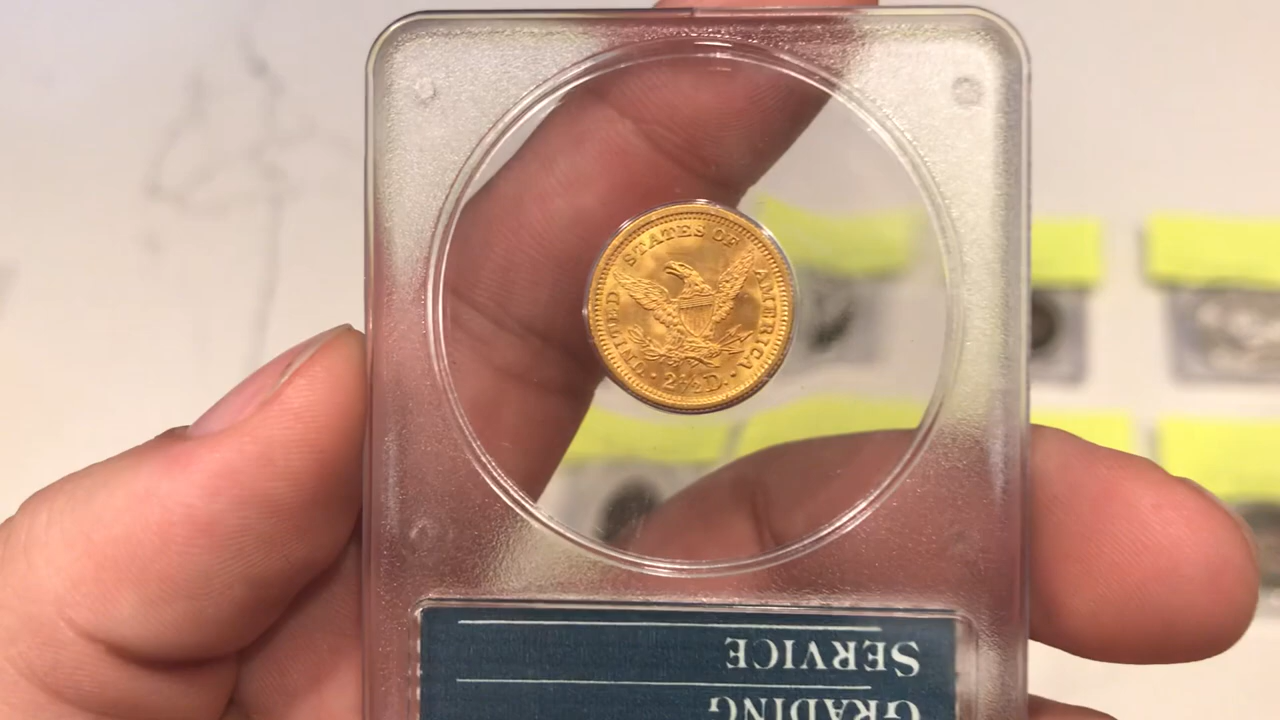 UNITED STATES OF AMERICA
· 2½ D. ·
SERVICE
GRADING